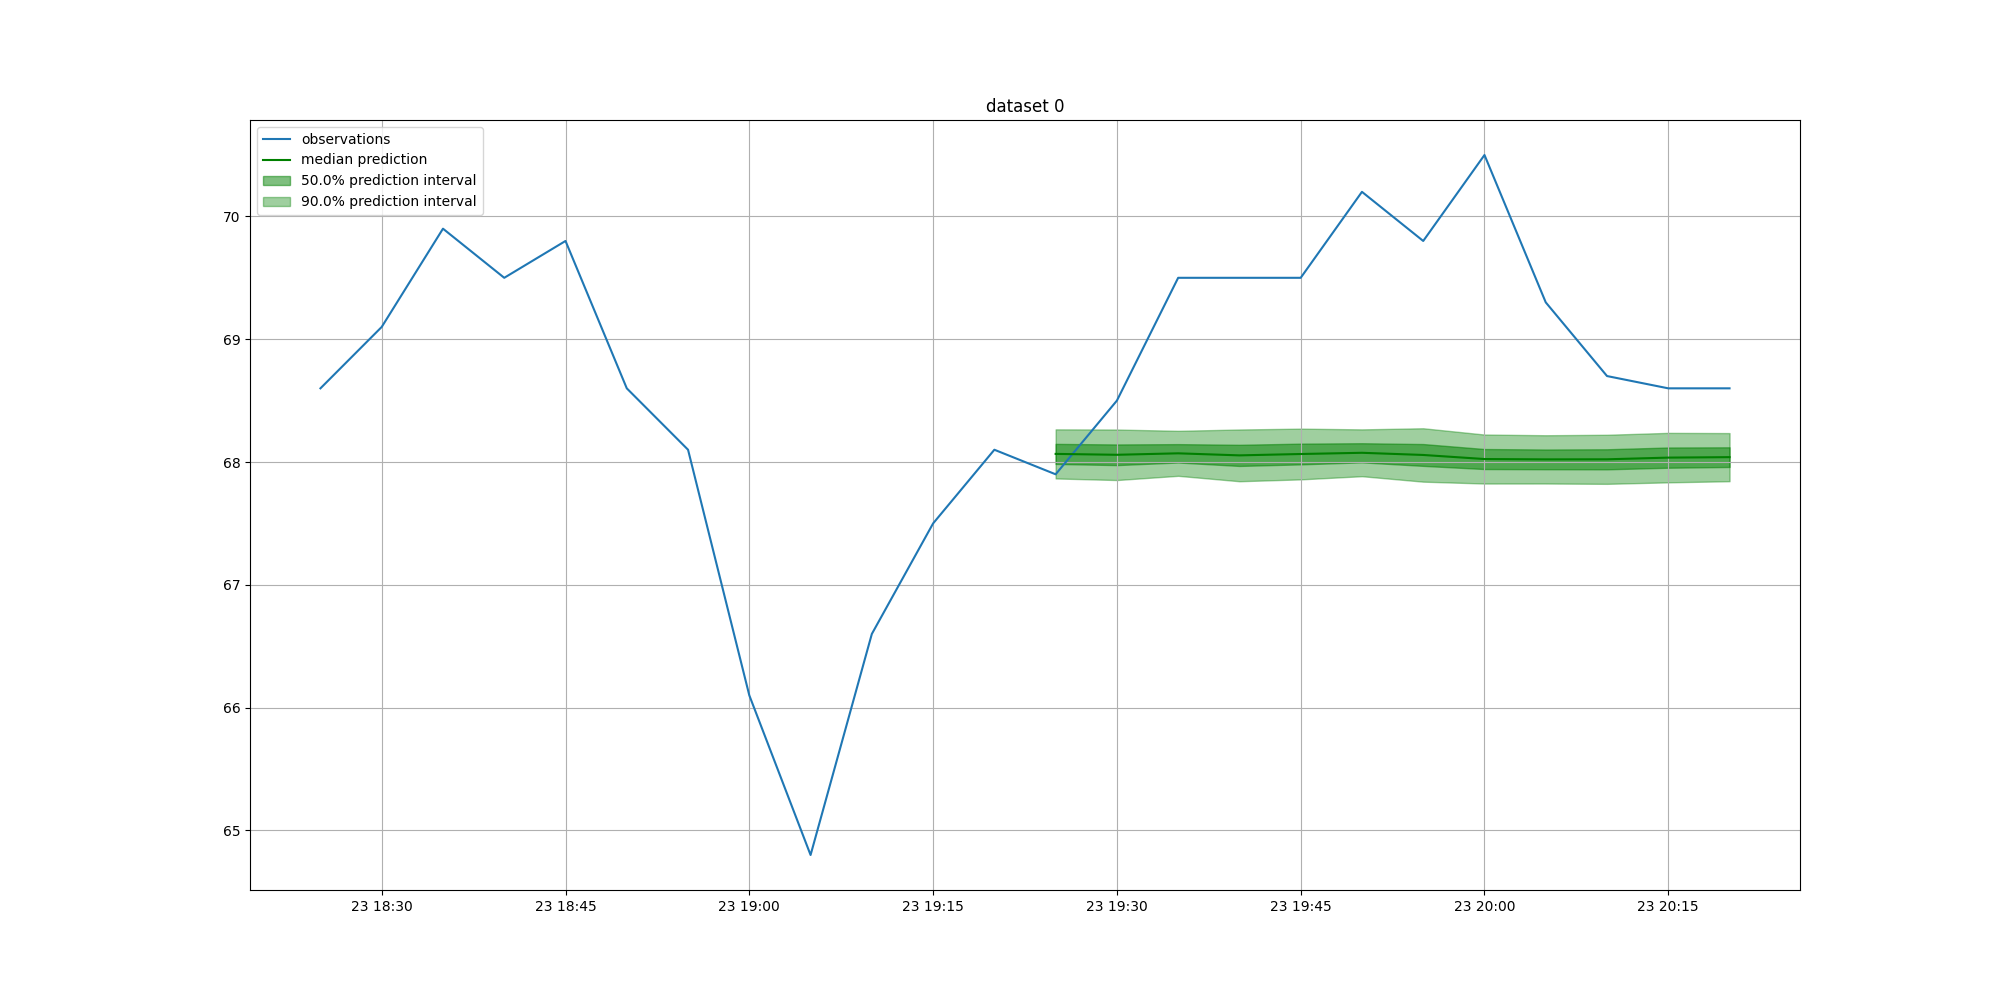 dataset 0
observations
median prediction
50.0% prediction interval
90.0% prediction interval
70
69
68
67
66
65
23 18:30 23 18:45 23 19:00 23 19:15 23 19:30 23 19:45 23 20:00 23 20:15